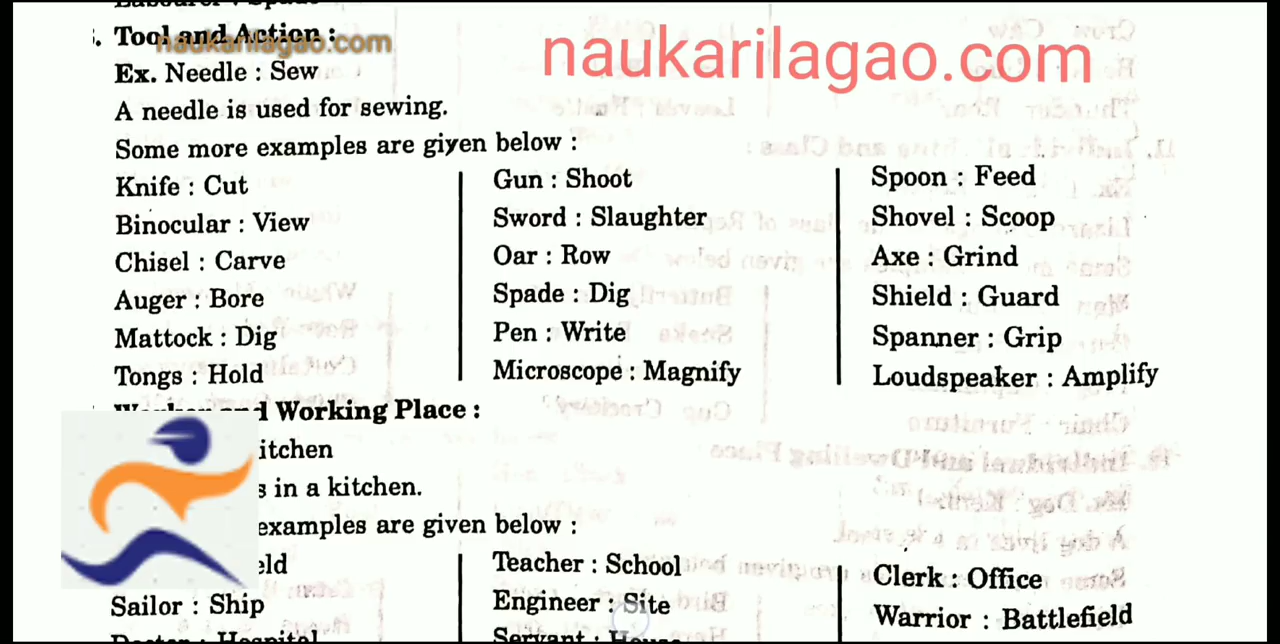 naukarilagao.com
Tool and Action :
naukarilagao.com
Ex. Needle : Sew
A needle is used for sewing.
Some more examples are given below :
Knife : Cut
Binocular : View
Chisel : Carve
Auger : Bore
Mattock : Dig
Tongs : Hold
Gun : Shoot
Sword : Slaughter
Oar : Row
Spade : Dig
Pen : Write
Microscope : Magnify
Spoon : Feed
Shovel : Scoop
Axe : Grind
Shield : Guard
Spanner : Grip
Loudspeaker : Amplify
Working Place :
in a kitchen.
examples are given below :
Sailor : Ship
Teacher : School
Engineer : Site
Clerk : Office
Warrior : Battlefield